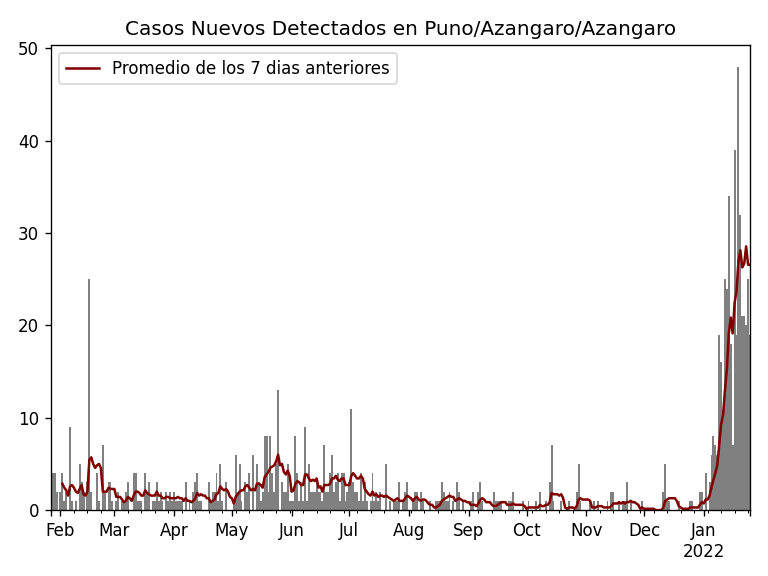 Casos Nuevos Detectados en Puno/Azangaro/Azangaro
Promedio de los 7 dias anteriores
50
40
30
20
10
0
Feb Mar Apr May Jun Jul Aug Sep Oct Nov Dec Jan
2022